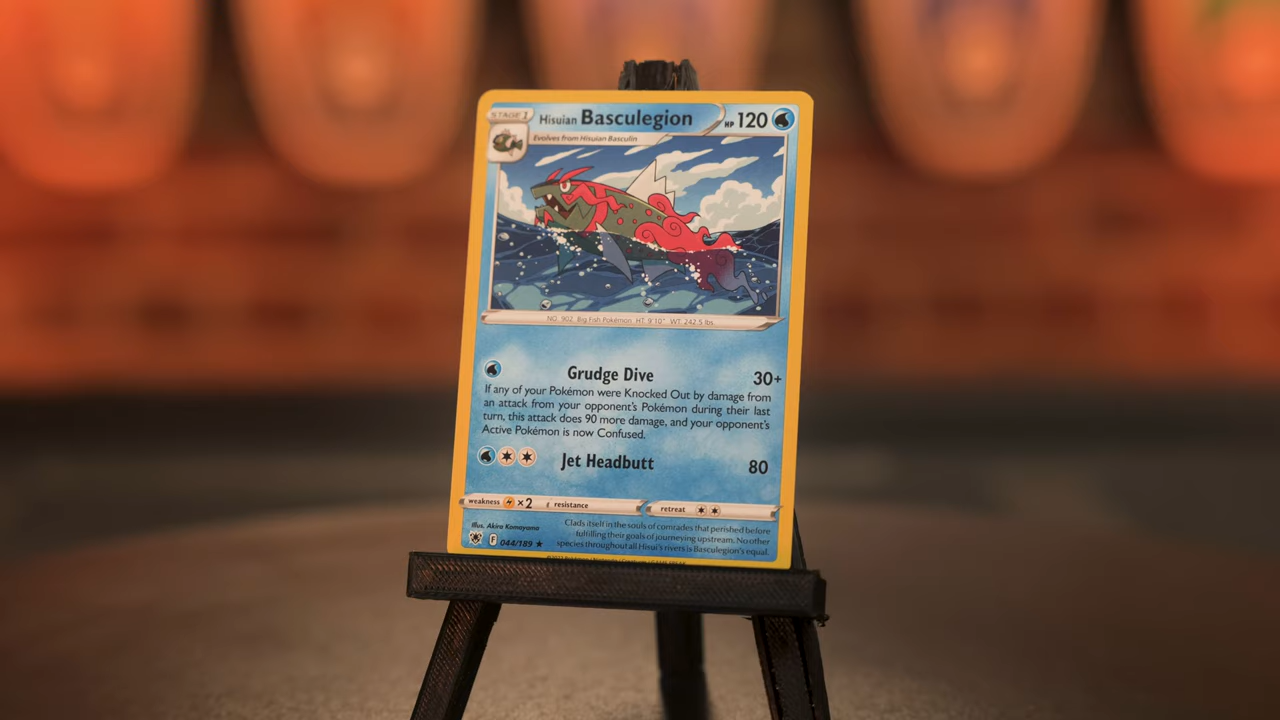 STAGE 1
Hisuian Basculegion
HP 120
Evolves from Hisuian Basculin
NO. 902 Big Fish Pokémon HT: 9'10" WT: 242.5 lbs.
Grudge Dive 30+
If any of your Pokémon were Knocked Out by damage from
an attack from your opponent's Pokémon during their last
turn, this attack does 90 more damage, and your opponent's
Active Pokémon is now Confused.
Jet Headbutt 80
weakness ×2 resistance retreat
Illus. Akira Komayama
F 044/189 ★
Clads itself in the souls of comrades that perished before
fulfilling their goals of journeying upstream. No other
species throughout all Hisui's rivers is Basculegion's equal.